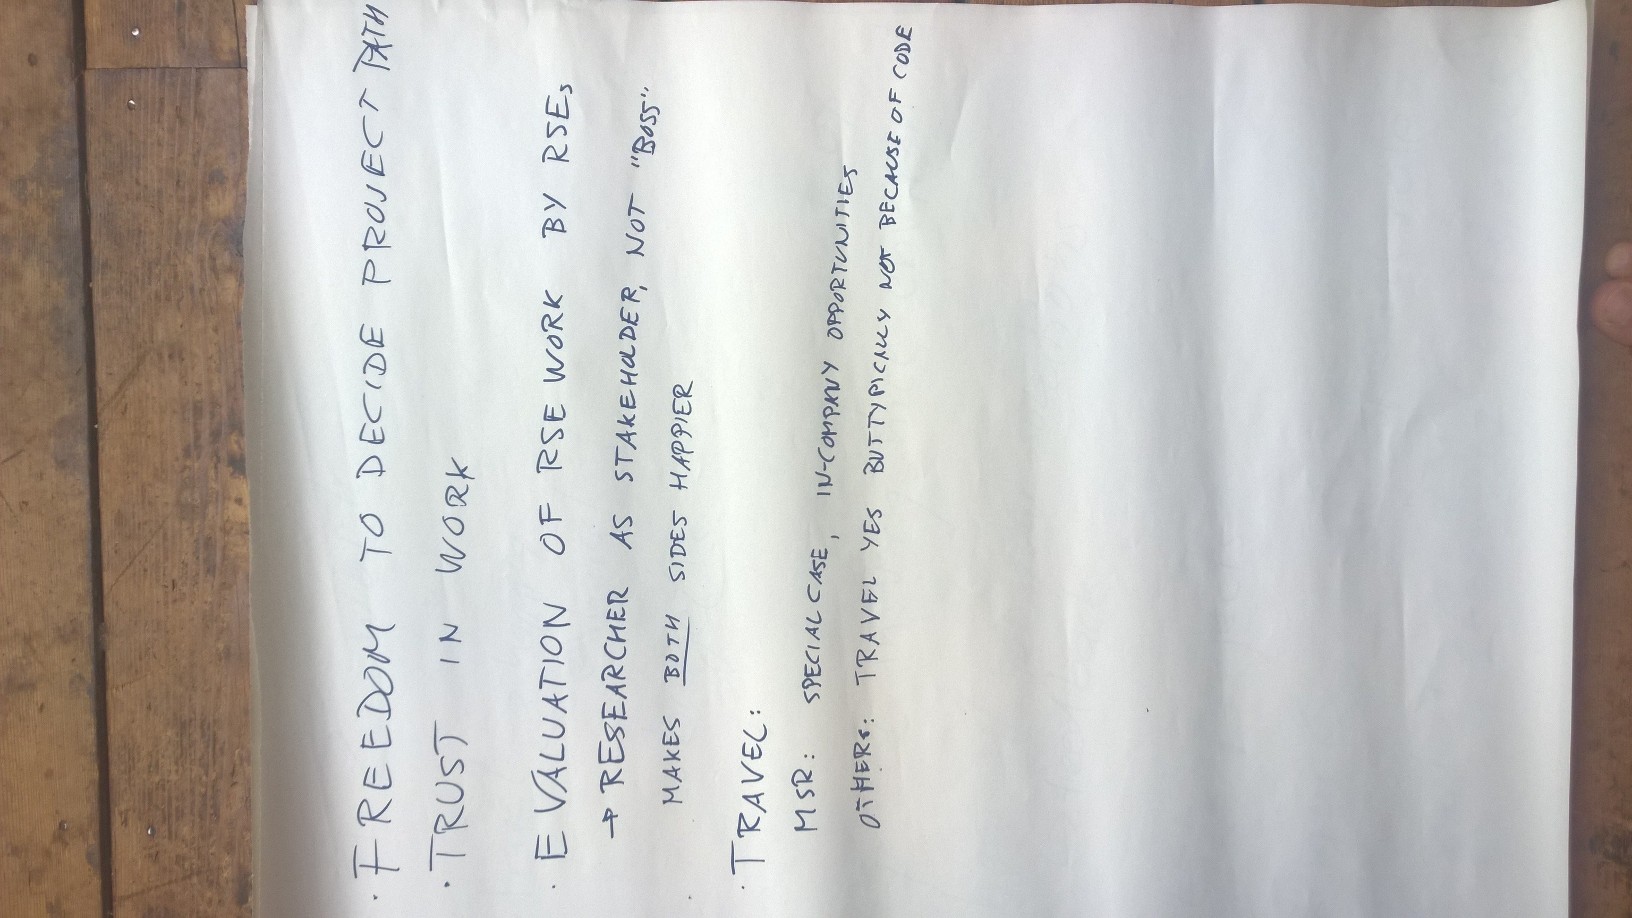 · FREEDOM TO DECIDE PROJECT PATH
· TRUST IN WORK
· EVALUATION OF RSE WORK BY RSEs
→ RESEARCHER AS STAKEHOLDER, NOT "BOSS"
MAKES BOTH SIDES HAPPIER
· TRAVEL:
MSR: SPECIAL CASE, IN-COMPANY OPPORTUNITIES
OTHERS: TRAVEL YES BUT TYPICALLY NOT BECAUSE OF CODE